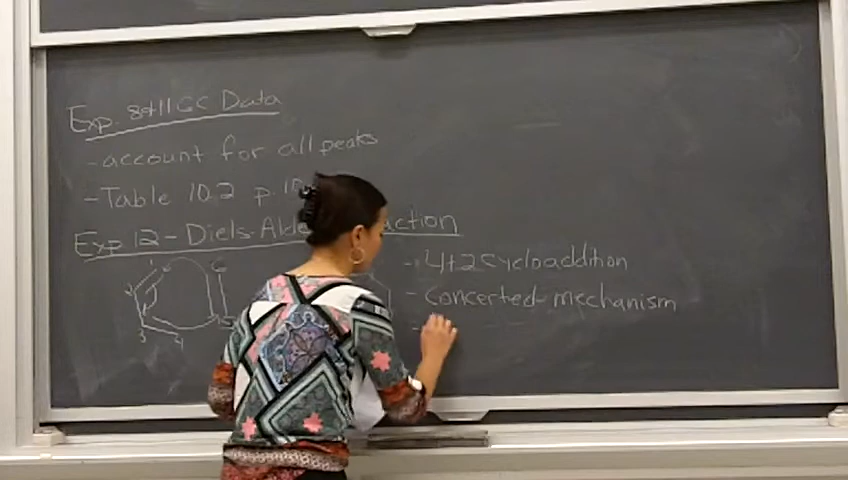 Exp. 8+11 GC Data
-account for all peaks
-Table 10.2 p.
Exp 12 - Diels-Alde action
- 4+2 cycloaddition
- concerted mechanism